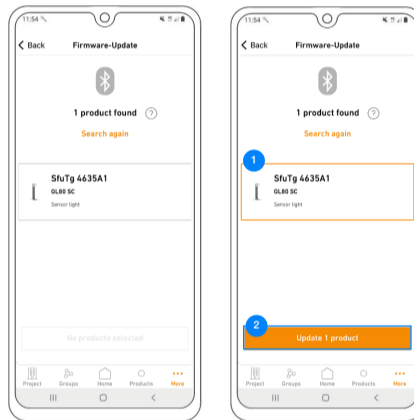 11:54
Back Firmware-Update
1 product found ?
Search again
SfuTg 4635A1
GL80 SC
Sensor light
No products selected
Project Groups Home Products More
11:54
Back Firmware-Update
1 product found ?
Search again
1
SfuTg 4635A1
GL80 SC
Sensor light
2
Update 1 product
Project Groups Home Products More